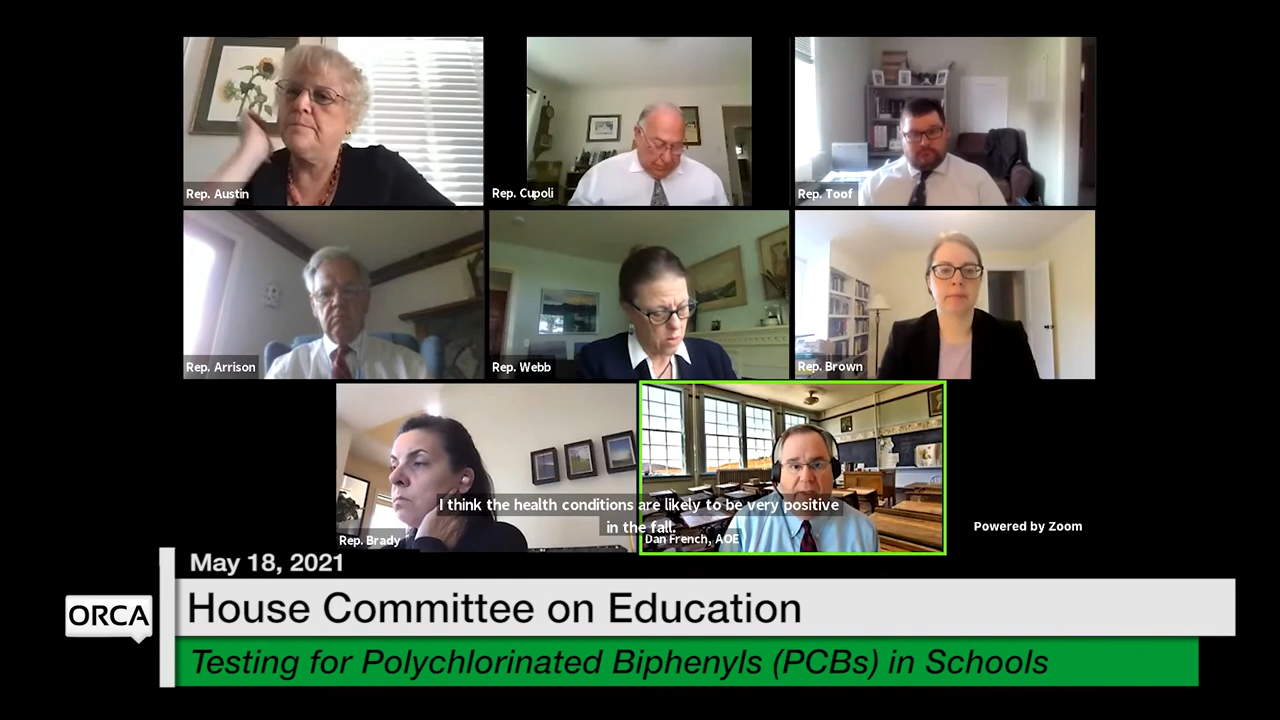 Rep. Austin
Rep. Cupoli
Rep. Toof
Rep. Arrison
Rep. Webb
Rep. Brown
Rep. Brady
I think the health conditions are likely to be very positive
in the fall.
Dan French, AOE
Powered by Zoom
May 18, 2021
ORCA
House Committee on Education
Testing for Polychlorinated Biphenyls (PCBs) in Schools